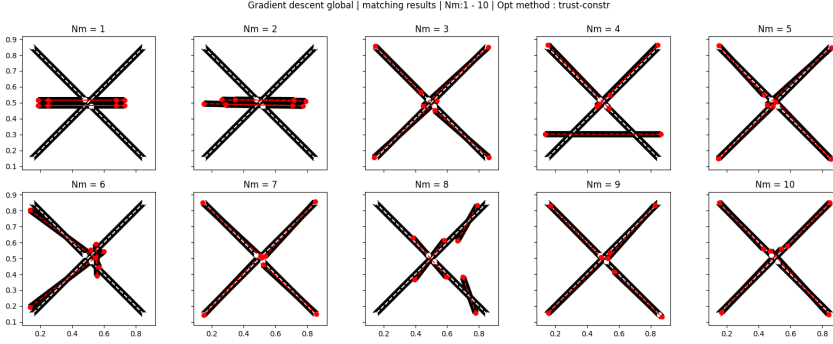 Gradient descent global | matching results | Nm:1 - 10 | Opt method : trust-constr
Nm = 1
Nm = 2
Nm = 3
Nm = 4
Nm = 5
0.9
0.8
0.7
0.6
0.5
0.4
0.3
0.2
0.1
Nm = 6
Nm = 7
Nm = 8
Nm = 9
Nm = 10
0.9
0.8
0.7
0.6
0.5
0.4
0.3
0.2
0.1
0.2 0.4 0.6 0.8
0.2 0.4 0.6 0.8
0.2 0.4 0.6 0.8
0.2 0.4 0.6 0.8
0.2 0.4 0.6 0.8